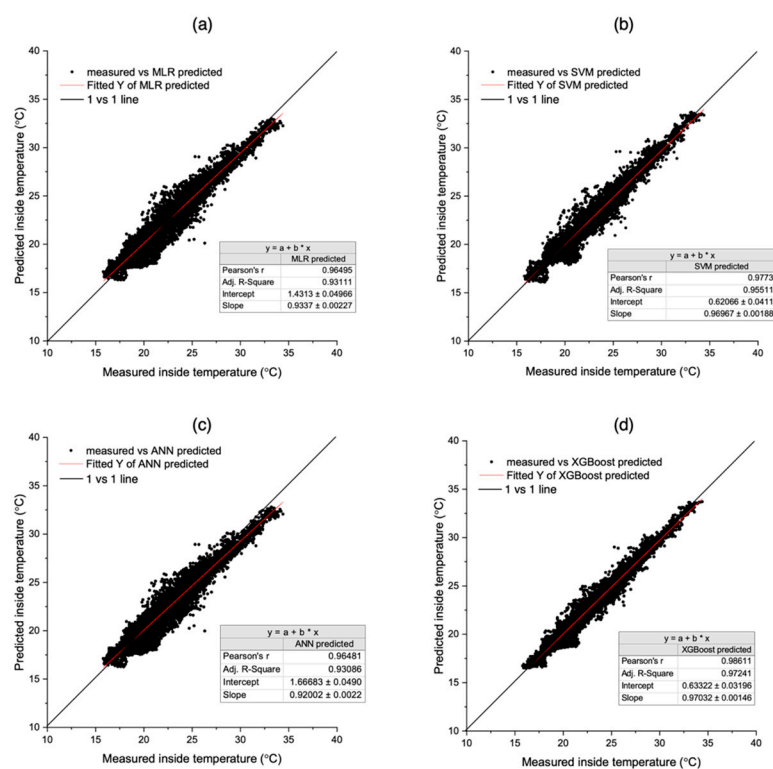 (a)
40
35
30
25
20
15
10
10 15 20 25 30 35 40
Predicted inside temperature (°C)
Measured inside temperature (°C)
measured vs MLR predicted
Fitted Y of MLR predicted
1 vs 1 line
y = a + b * x
MLR predicted
Pearson's r 0.96495
Adj. R-Square 0.93111
Intercept 1.4313 ± 0.04966
Slope 0.9337 ± 0.00227
(b)
40
35
30
25
20
15
10
10 15 20 25 30 35 40
Predicted inside temperature (°C)
Measured inside temperature (°C)
measured vs SVM predicted
Fitted Y of SVM predicted
1 vs 1 line
y = a + b * x
SVM predicted
Pearson's r 0.9773
Adj. R-Square 0.95511
Intercept 0.62066 ± 0.0411
Slope 0.96967 ± 0.00188
(c)
40
35
30
25
20
15
10
10 15 20 25 30 35 40
Predicted inside temperature (°C)
Measured inside temperature (°C)
measured vs ANN predicted
Fitted Y of ANN predicted
1 vs 1 line
y = a + b * x
ANN predicted
Pearson's r 0.96481
Adj. R-Square 0.93086
Intercept 1.66683 ± 0.0490
Slope 0.92002 ± 0.0022
(d)
40
35
30
25
20
15
10
10 15 20 25 30 35 40
Predicted inside temperature (°C)
Measured inside temperature (°C)
measured vs XGBoost predicted
Fitted Y of XGBoost predicted
1 vs 1 line
y = a + b * x
XGBoost predicted
Pearson's r 0.98611
Adj. R-Square 0.97241
Intercept 0.63322 ± 0.03196
Slope 0.97032 ± 0.00146